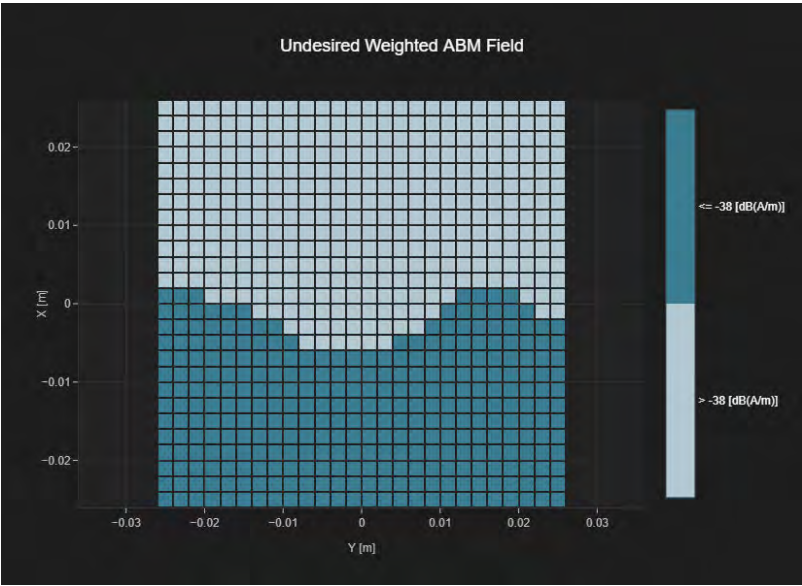 Undesired Weighted ABM Field
0.02
0.01
0
−0.01
−0.02
X [m]
−0.03
−0.02
−0.01
0
0.01
0.02
0.03
Y [m]
<= -38 [dB(A/m)]
> -38 [dB(A/m)]